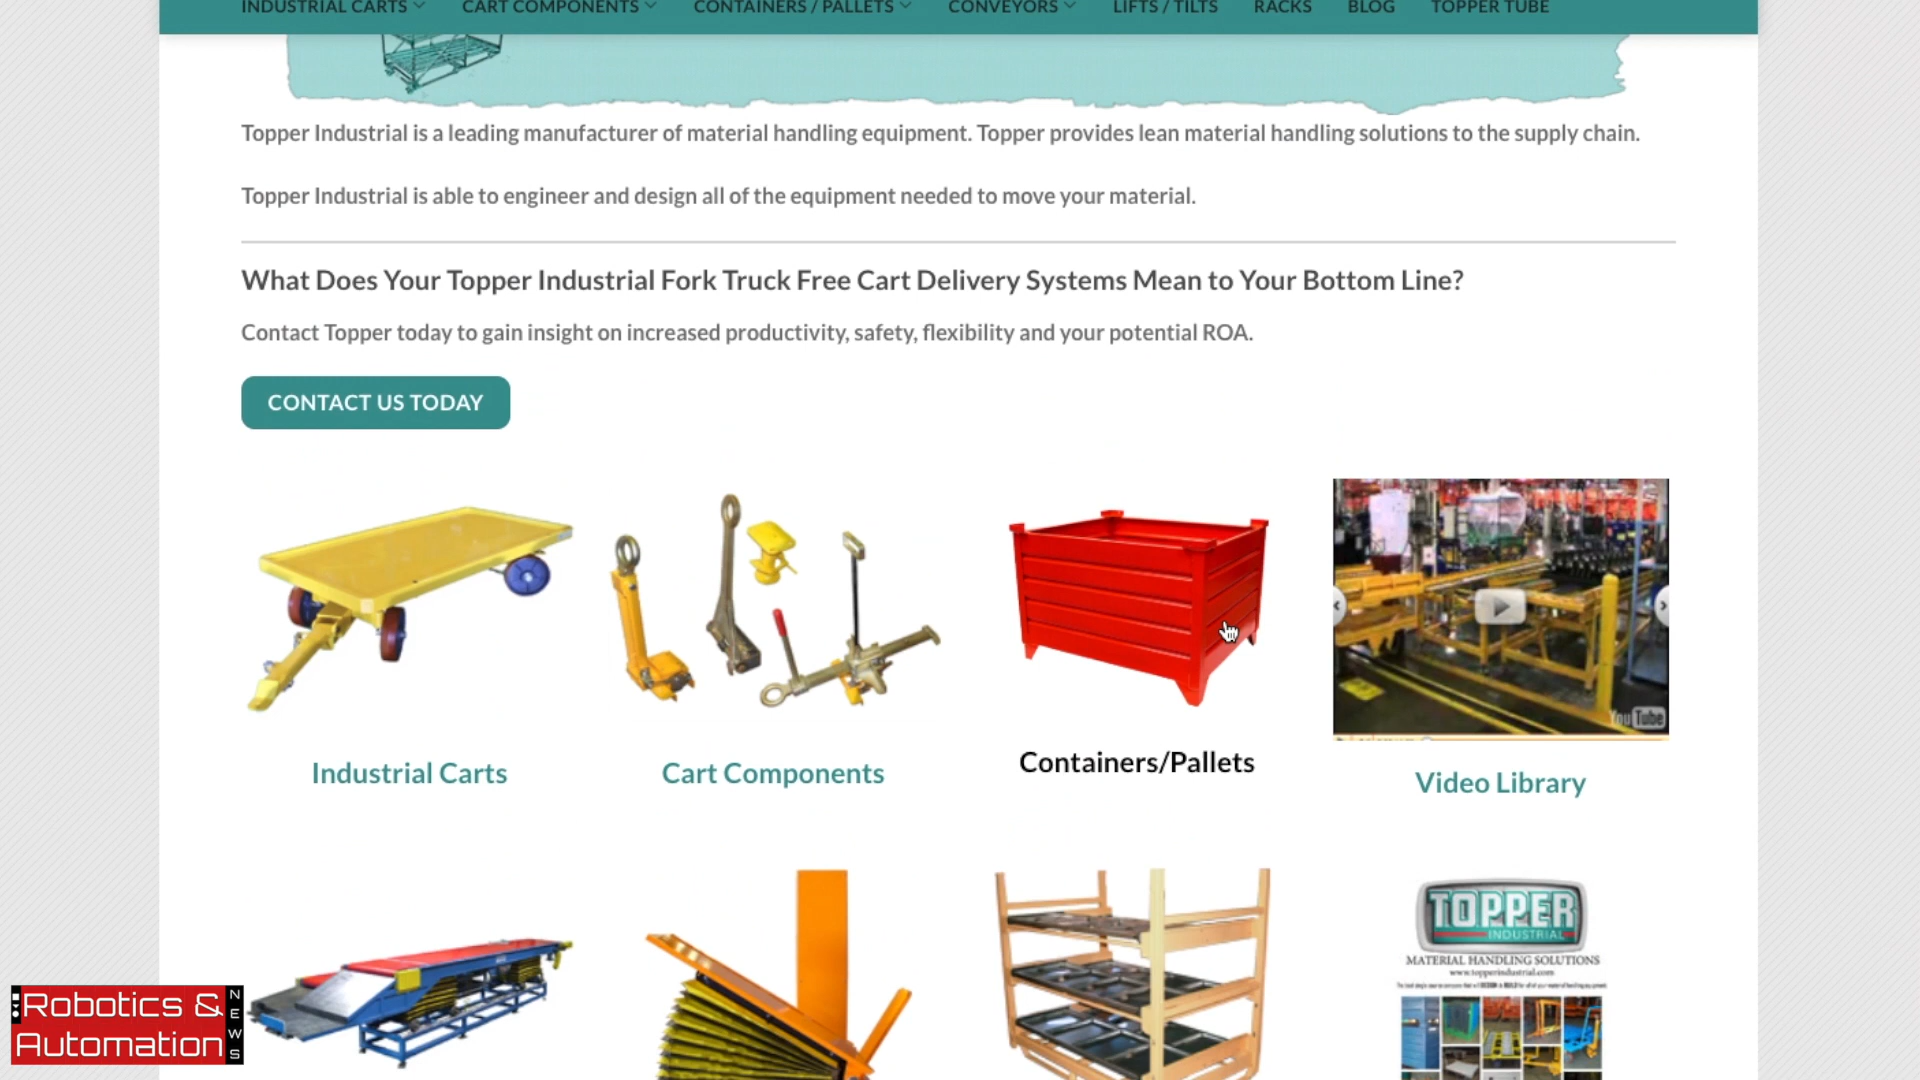 INDUSTRIAL CARTS CART COMPONENTS CONTAINERS / PALLETS CONVEYORS LIFTS / TILTS RACKS BLOG TOPPER TUBE
Topper Industrial is a leading manufacturer of material handling equipment. Topper provides lean material handling solutions to the supply chain.
Topper Industrial is able to engineer and design all of the equipment needed to move your material.
What Does Your Topper Industrial Fork Truck Free Cart Delivery Systems Mean to Your Bottom Line?
Contact Topper today to gain insight on increased productivity, safety, flexibility and your potential ROA.
CONTACT US TODAY
You Tube
Industrial Carts
Cart Components
Containers/Pallets
Video Library
TOPPER
INDUSTRIAL
MATERIAL HANDLING SOLUTIONS
www.topperindustrial.com
Robotics &
Automation
NEWS